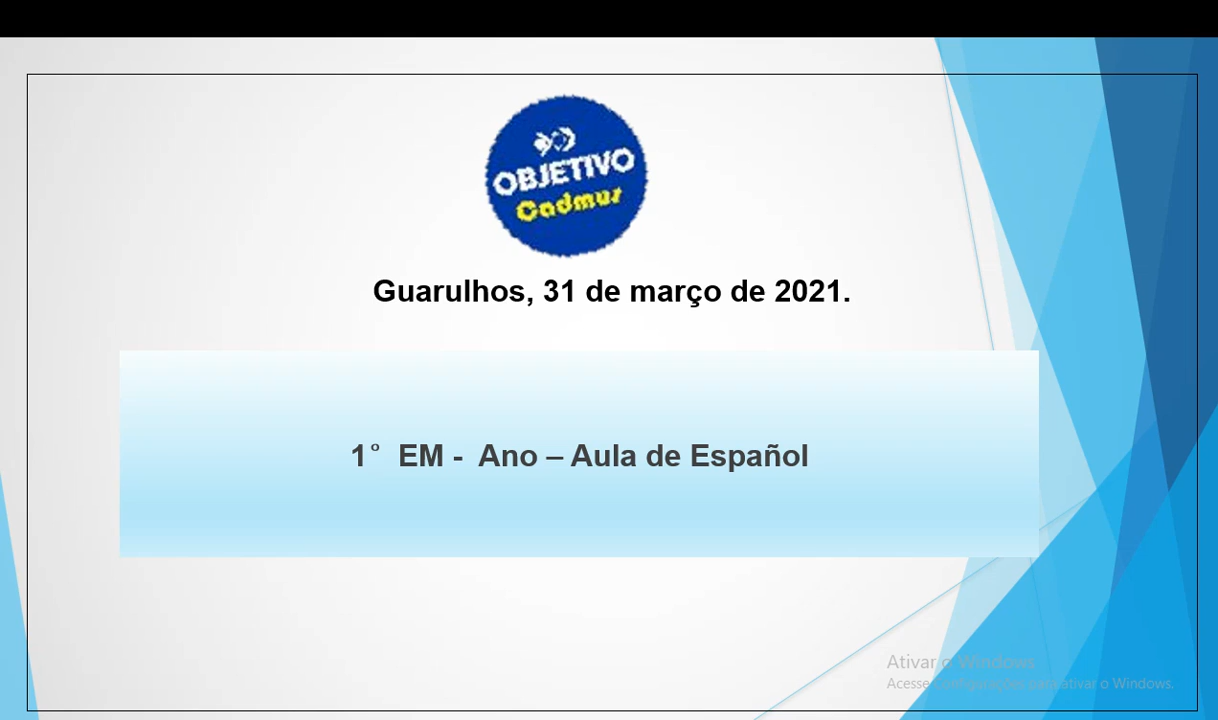 OBJETIVO
Cadmus
Guarulhos, 31 de março de 2021.
1° EM - Ano – Aula de Español
Ativar o Windows
Acesse Configurações para ativar o Windows.